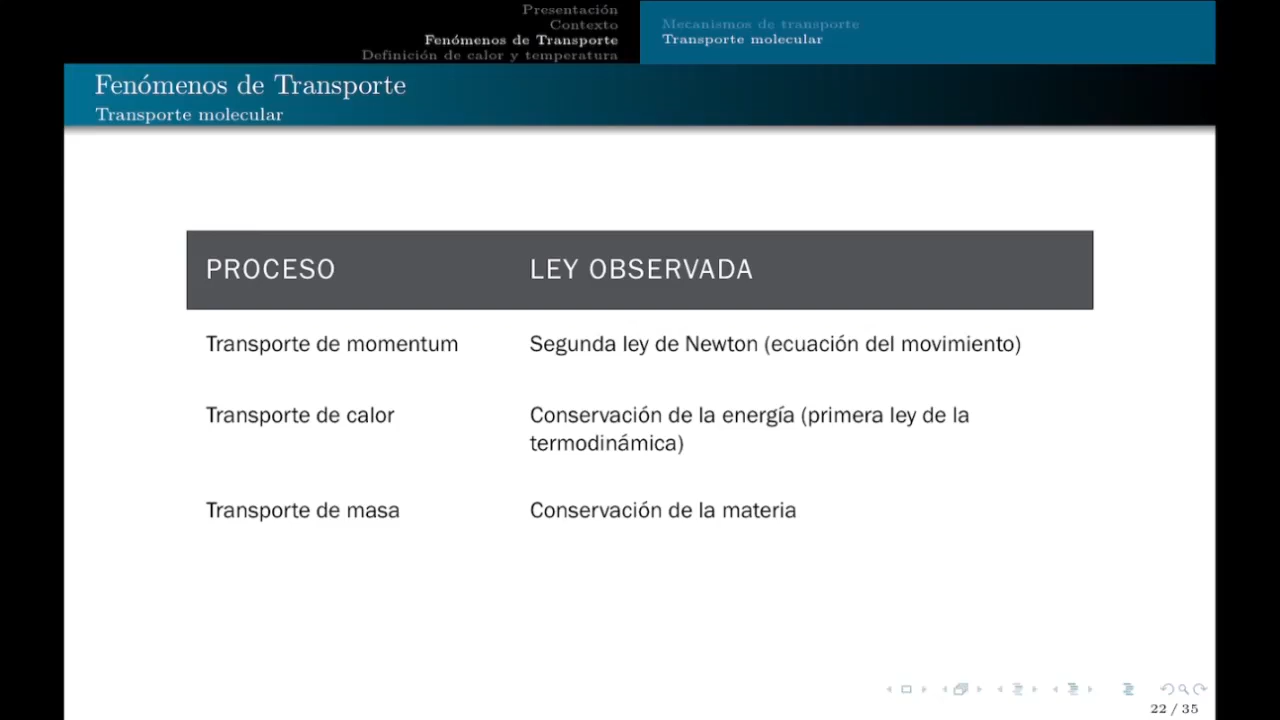 Presentación
Contexto
Fenómenos de Transporte
Definición de calor y temperatura
Mecanismos de transporte
Transporte molecular
Fenómenos de Transporte
Transporte molecular
PROCESO LEY OBSERVADA
Transporte de momentum Segunda ley de Newton (ecuación del movimiento)
Transporte de calor Conservación de la energía (primera ley de la
termodinámica)
Transporte de masa Conservación de la materia
22 / 35